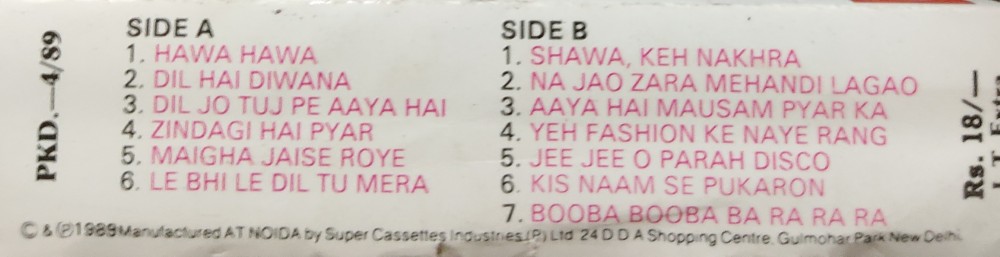 PKD.—4/89
SIDE A
1. HAWA HAWA
2. DIL HAI DIWANA
3. DIL JO TUJ PE AAYA HAI
4. ZINDAGI HAI PYAR
5. MAIGHA JAISE ROYE
6. LE BHI LE DIL TU MERA
SIDE B
1. SHAWA, KEH NAKHRA
2. NA JAO ZARA MEHANDI LAGAO
3. AAYA HAI MAUSAM PYAR KA
4. YEH FASHION KE NAYE RANG
5. JEE JEE O PARAH DISCO
6. KIS NAAM SE PUKARON
7. BOOBA BOOBA BA RA RA RA
Rs. 18/—
© & ℗1989 Manufactured AT NOIDA by Super Cassettes Industries (P) Ltd 24 D D A Shopping Centre, Gulmohar Park New Delhi.